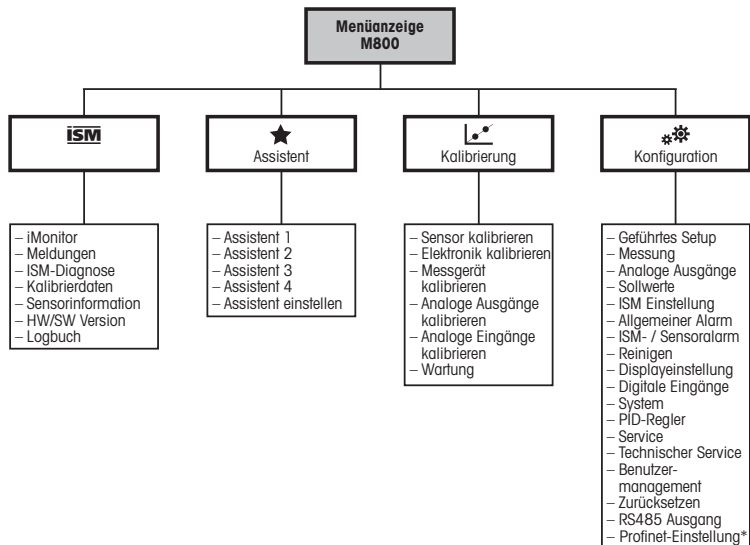 Menüanzeige
M800
ISM
Assistent
Kalibrierung
Konfiguration
– iMonitor
– Meldungen
– ISM-Diagnose
– Kalibrierdaten
– Sensorinformation
– HW/SW Version
– Logbuch
– Assistent 1
– Assistent 2
– Assistent 3
– Assistent 4
– Assistent einstellen
– Sensor kalibrieren
– Elektronik kalibrieren
– Messgerät
kalibrieren
– Analoge Ausgänge
kalibrieren
– Analoge Eingänge
kalibrieren
– Wartung
– Geführtes Setup
– Messung
– Analoge Ausgänge
– Sollwerte
– ISM Einstellung
– Allgemeiner Alarm
– ISM- / Sensoralarm
– Reinigen
– Displayeinstellung
– Digitale Eingänge
– System
– PID-Regler
– Service
– Technischer Service
– Benutzer-
management
– Zurücksetzen
– RS485 Ausgang
– Profinet-Einstellung*